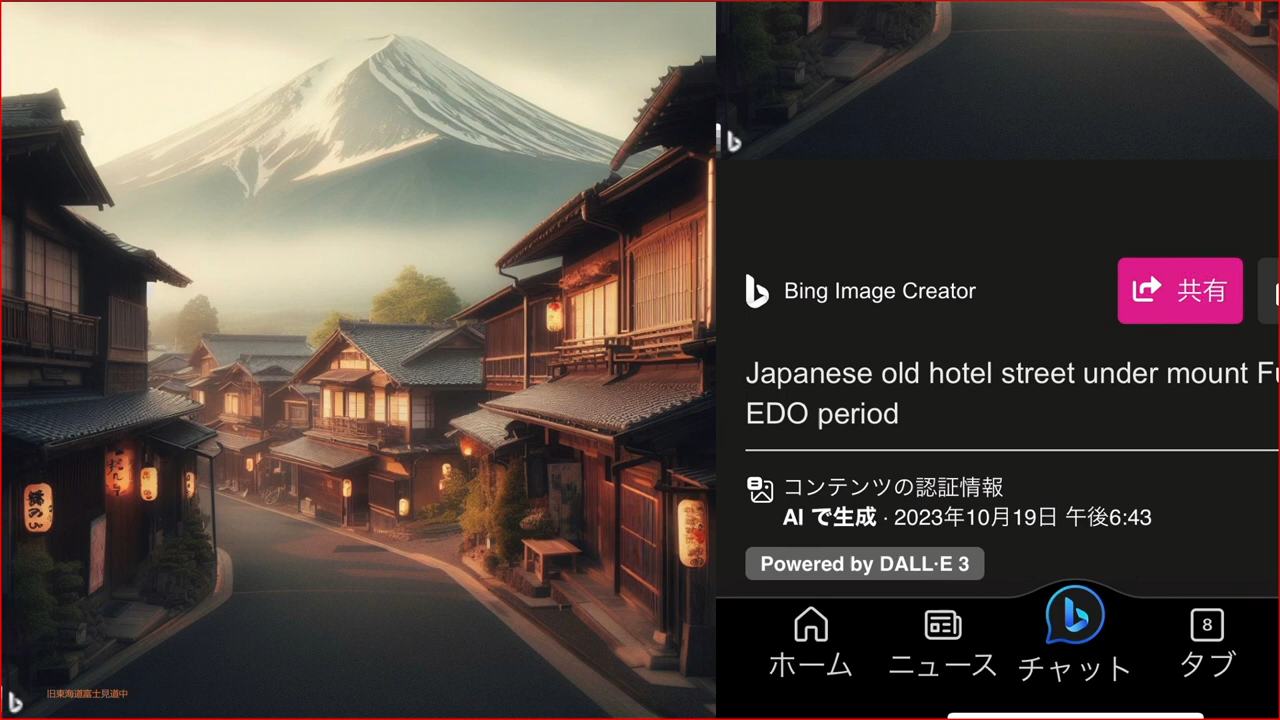 旧東海道富士見道中
Bing Image Creator
共有
Japanese old hotel street under mount
EDO period
コンテンツの認証情報
AI で生成 · 2023年10月19日 午後6:43
Powered by DALL·E 3
ホーム
ニュース
チャット
8
タブ